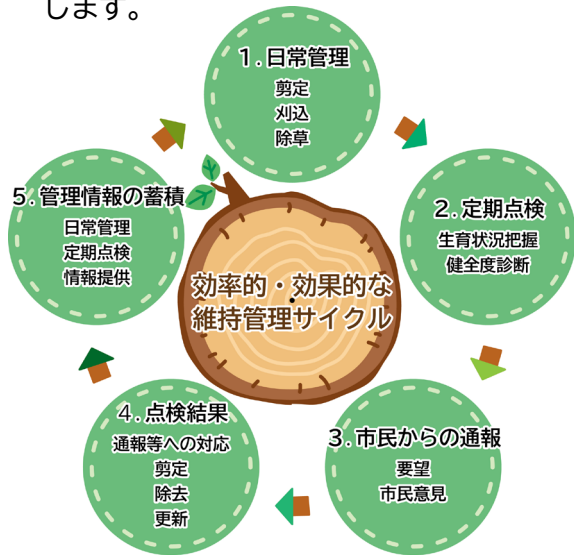 します。
1.日常管理
剪定
刈込
除草
2.定期点検
生育状況把握
健全度診断
3.市民からの通報
要望
市民意見
4.点検結果
通報等への対応
剪定
除去
更新
5.管理情報の蓄積
日常管理
定期点検
情報提供
効率的・効果的な
維持管理サイクル